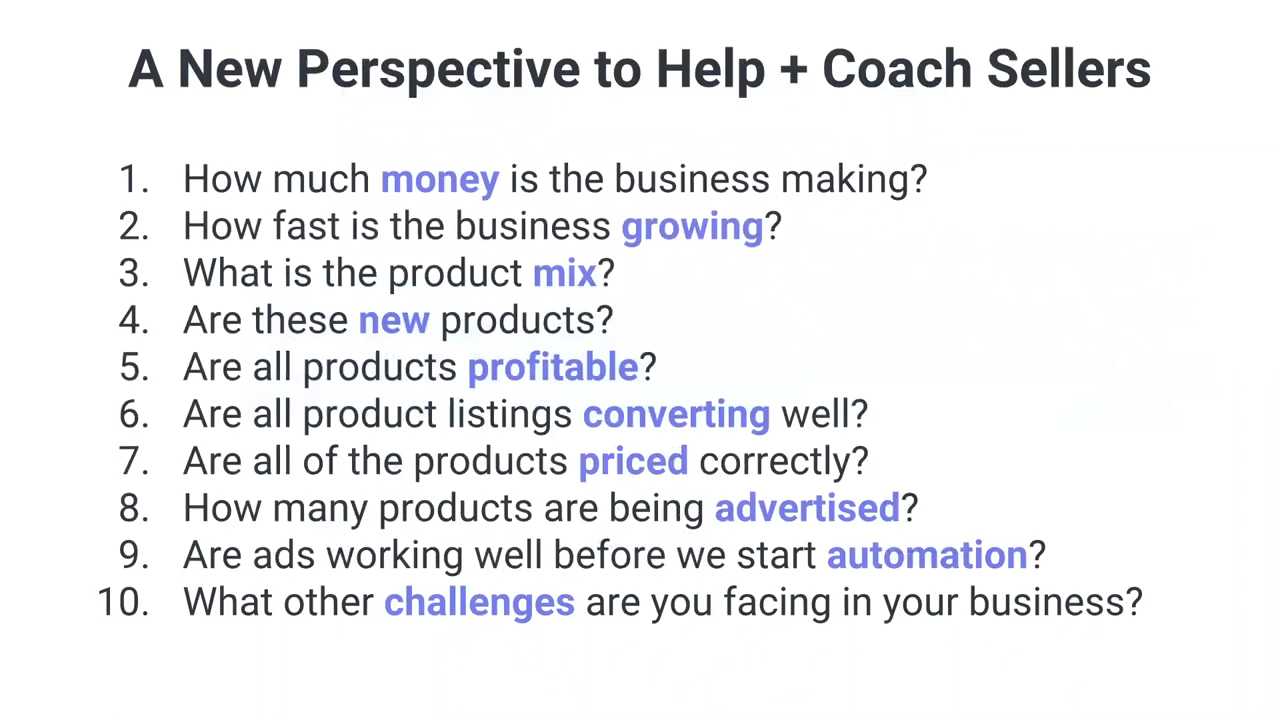 A New Perspective to Help + Coach Sellers
1. How much money is the business making?
2. How fast is the business growing?
3. What is the product mix?
4. Are these new products?
5. Are all products profitable?
6. Are all product listings converting well?
7. Are all of the products priced correctly?
8. How many products are being advertised?
9. Are ads working well before we start automation?
10. What other challenges are you facing in your business?